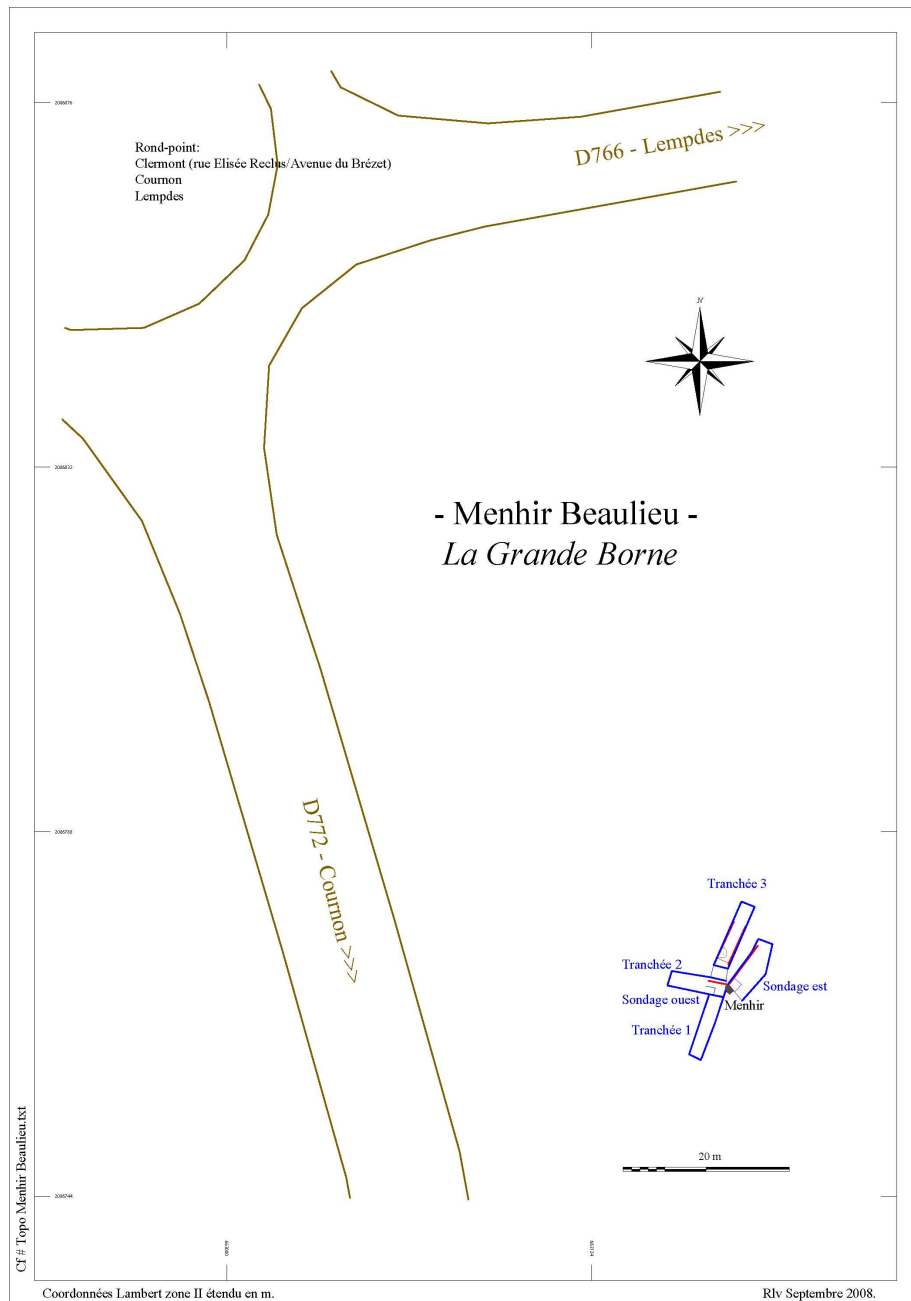 2086876
Rond-point:
Clermont (rue Elisée Reclus/Avenue du Brézet)
Cournon
Lempdes
D766 - Lempdes >>>
N
- Menhir Beaulieu -
La Grande Borne
D772 - Cournon >>>
Tranchée 3
Tranchée 2
Sondage ouest
Sondage est
Menhir
Tranchée 1
20 m
2086744
Cf # Topo Menhir Beaulieu.txt
Coordonnées Lambert zone II étendu en m.
Rlv Septembre 2008.